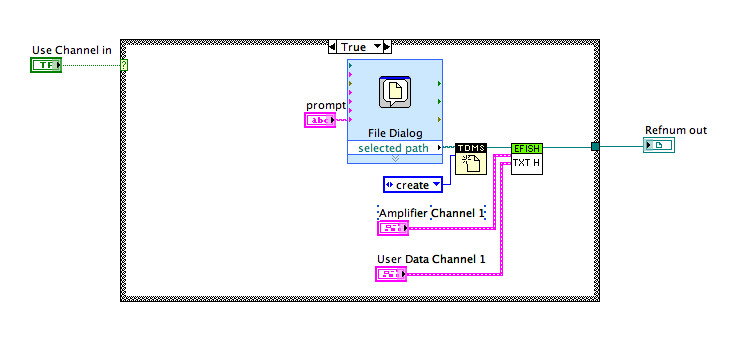 True
Use Channel in
TF
?
prompt
abc
File Dialog
selected path
TDMS
EFISH
TXT H
Refnum out
create
Amplifier Channel 1
User Data Channel 1